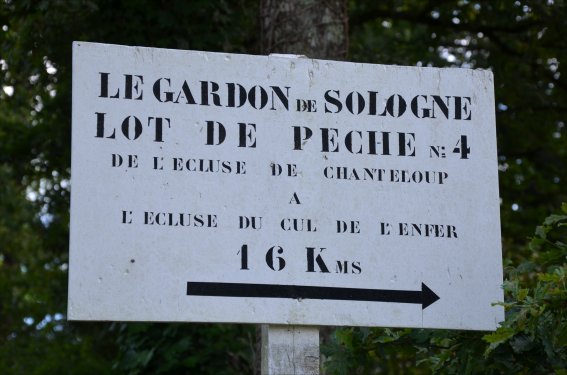 LE GARDON DE SOLOGNE
LOT DE PECHE N: 4
DE L'ECLUSE DE CHANTELOUP
A
L'ECLUSE DU CUL DE L'ENFER
16 KMS